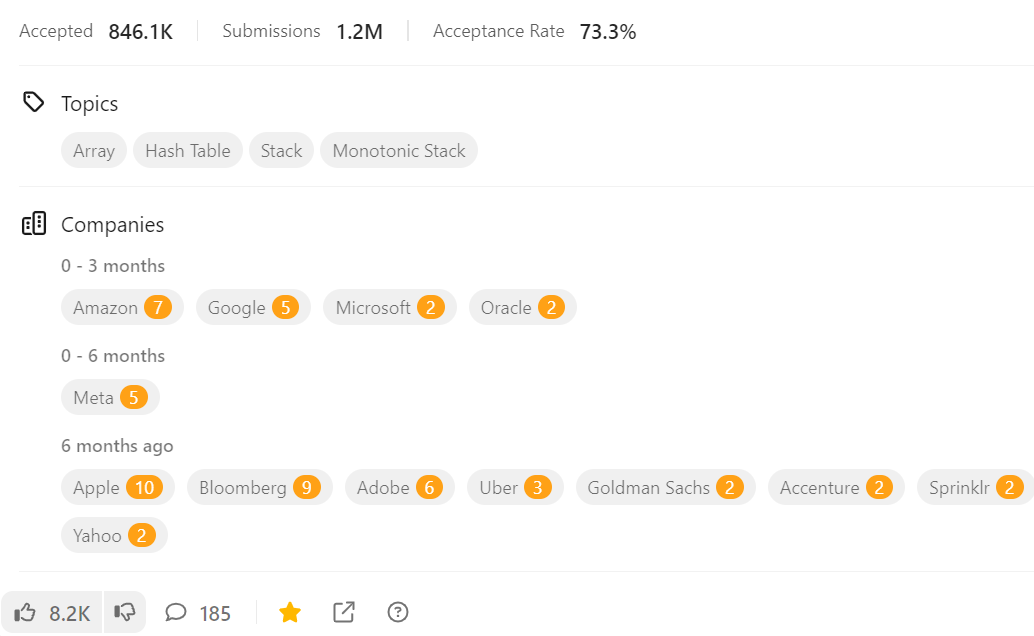 Accepted 846.1K Submissions 1.2M Acceptance Rate 73.3%
Topics
Array Hash Table Stack Monotonic Stack
Companies
0 - 3 months
Amazon 7 Google 5 Microsoft 2 Oracle 2
0 - 6 months
Meta 5
6 months ago
Apple 10 Bloomberg 9 Adobe 6 Uber 3 Goldman Sachs 2 Accenture 2 Sprinklr 2
Yahoo 2
8.2K 185